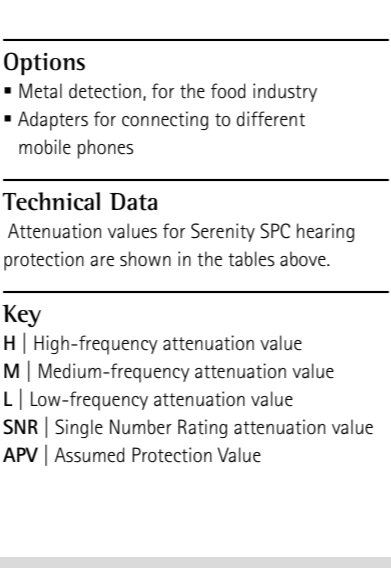 Options
▪ Metal detection, for the food industry
▪ Adapters for connecting to different
mobile phones
Technical Data
Attenuation values for Serenity SPC hearing
protection are shown in the tables above.
Key
H | High-frequency attenuation value
M | Medium-frequency attenuation value
L | Low-frequency attenuation value
SNR | Single Number Rating attenuation value
APV | Assumed Protection Value